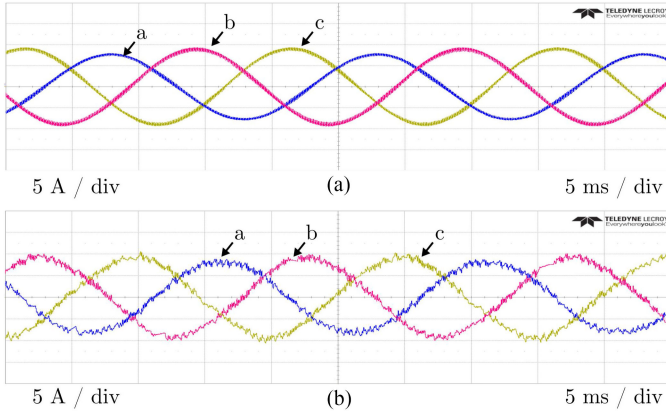 TELEDYNE LECROY
Everywhereyoulook
a
b
c
5 A / div
(a)
5 ms / div
TELEDYNE LECROY
Everywhereyoulook
a
b
c
5 A / div
(b)
5 ms / div